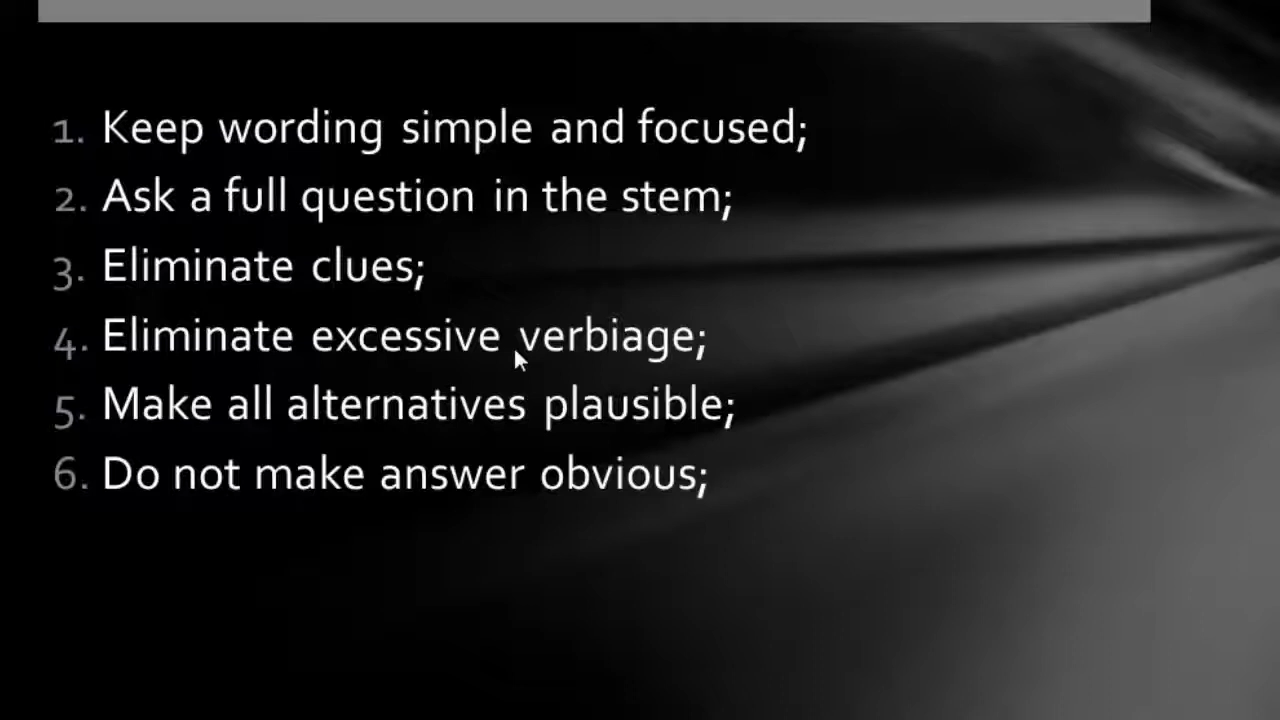 1. Keep wording simple and focused;
2. Ask a full question in the stem;
3. Eliminate clues;
4. Eliminate excessive verbiage;
5. Make all alternatives plausible;
6. Do not make answer obvious;